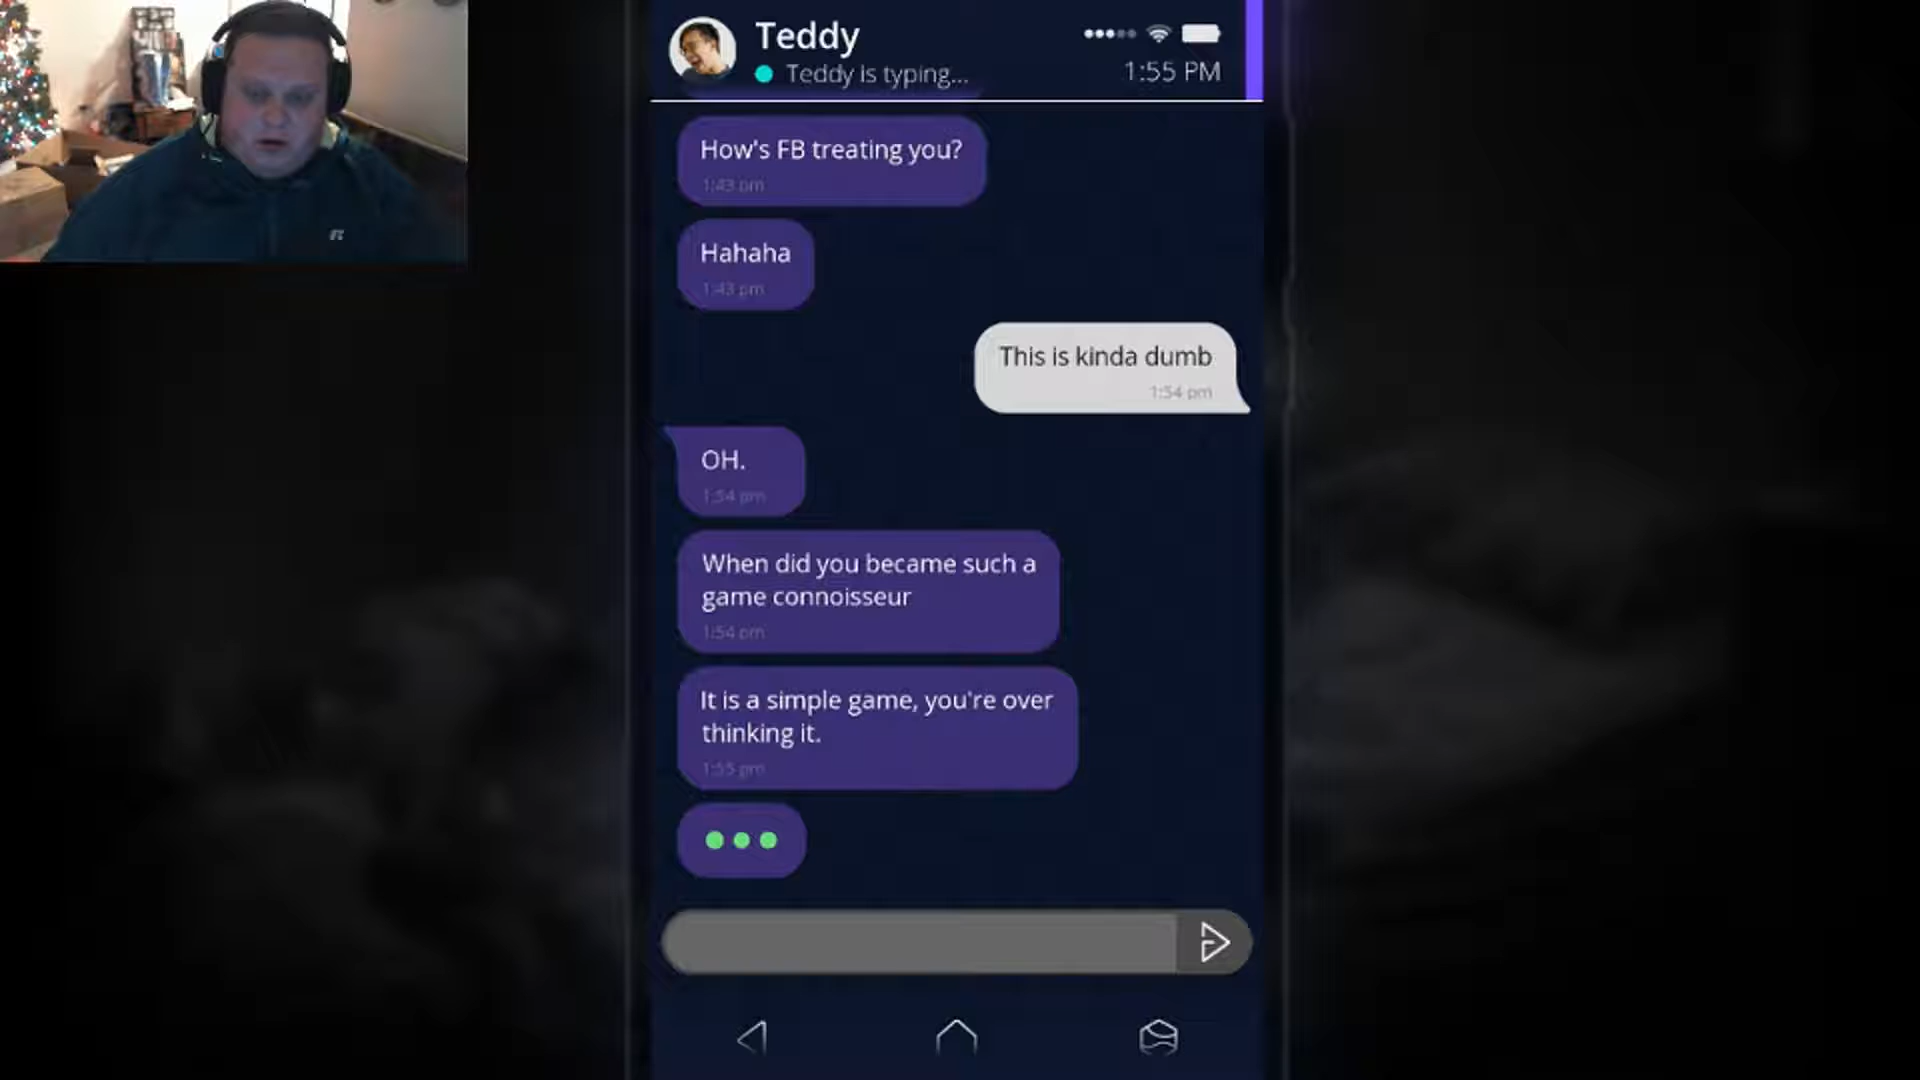 Teddy
Teddy is typing...
1:55 PM
How's FB treating you?
1:43 pm
Hahaha
1:43 pm
This is kinda dumb
1:54 pm
OH.
1:54 pm
When did you became such a
game connoisseur
1:54 pm
It is a simple game, you're over
thinking it.
1:55 pm